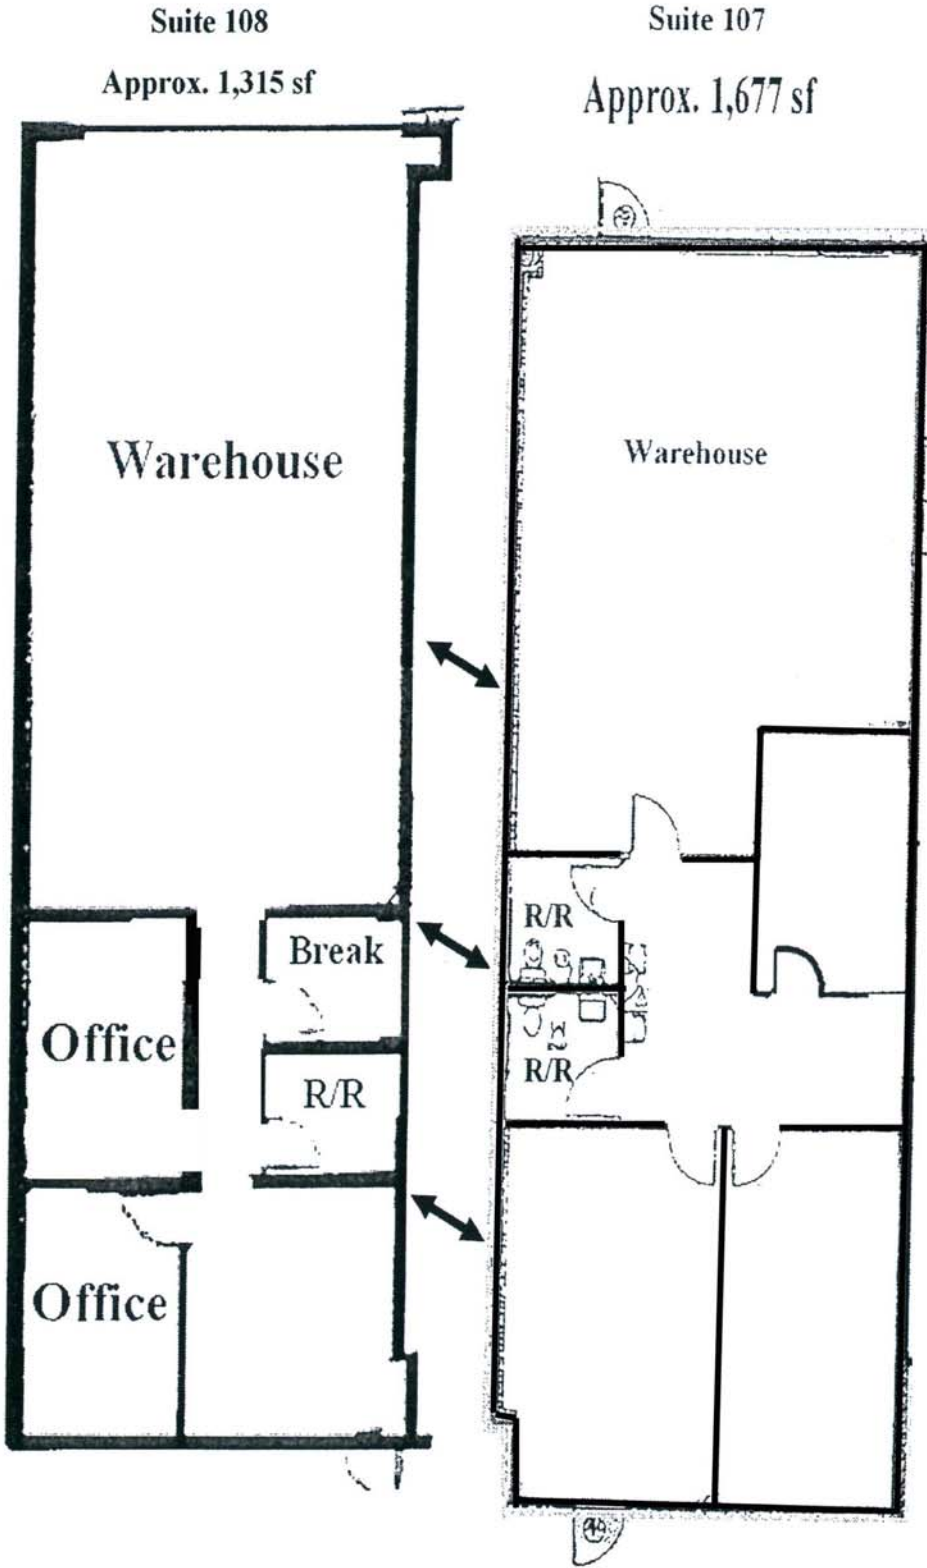 Suite 108
Approx. 1,315 sf
Warehouse
Break
Office
R/R
Office
Suite 107
Approx. 1,677 sf
Warehouse
R/R
R/R